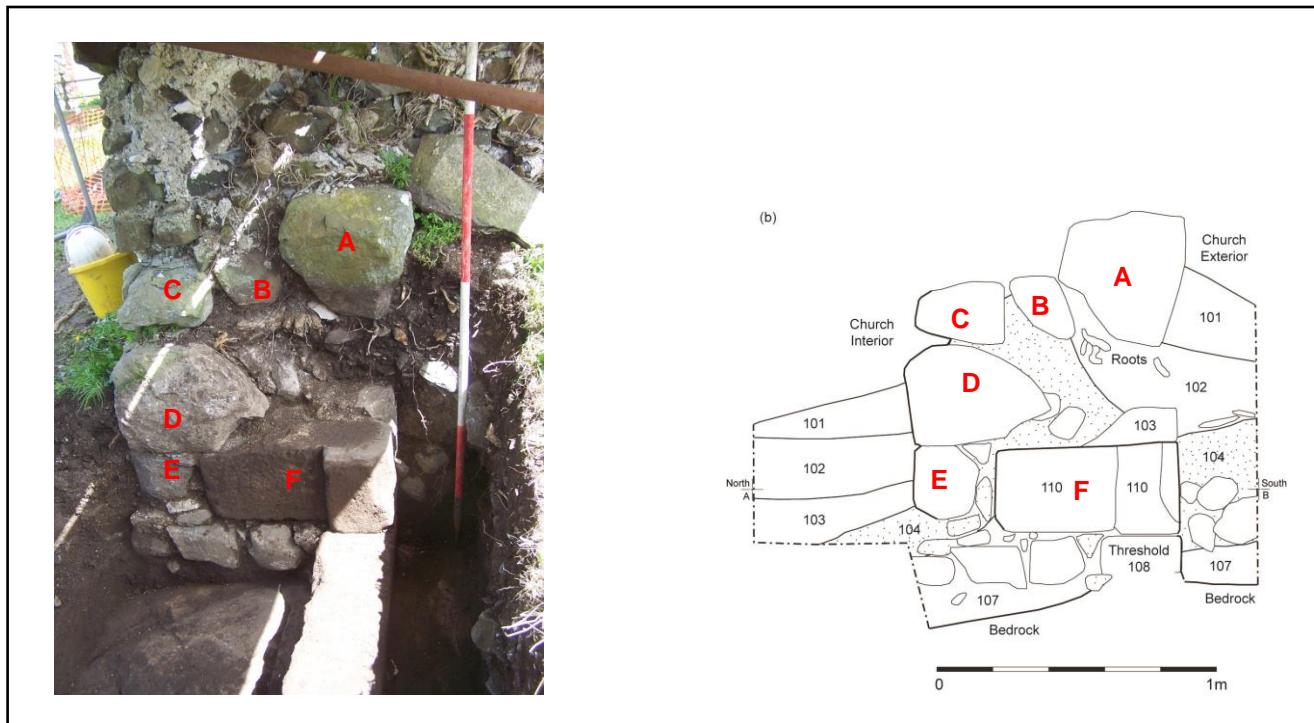 A
B
C
D
E
F
(b)
Church
Exterior
A
B
C
101
Church
Interior
Roots
D
102
101
103
102
E
104
North
A
110
F
110
South
B
103
104
Threshold
108
107
107
Bedrock
Bedrock
0
1m